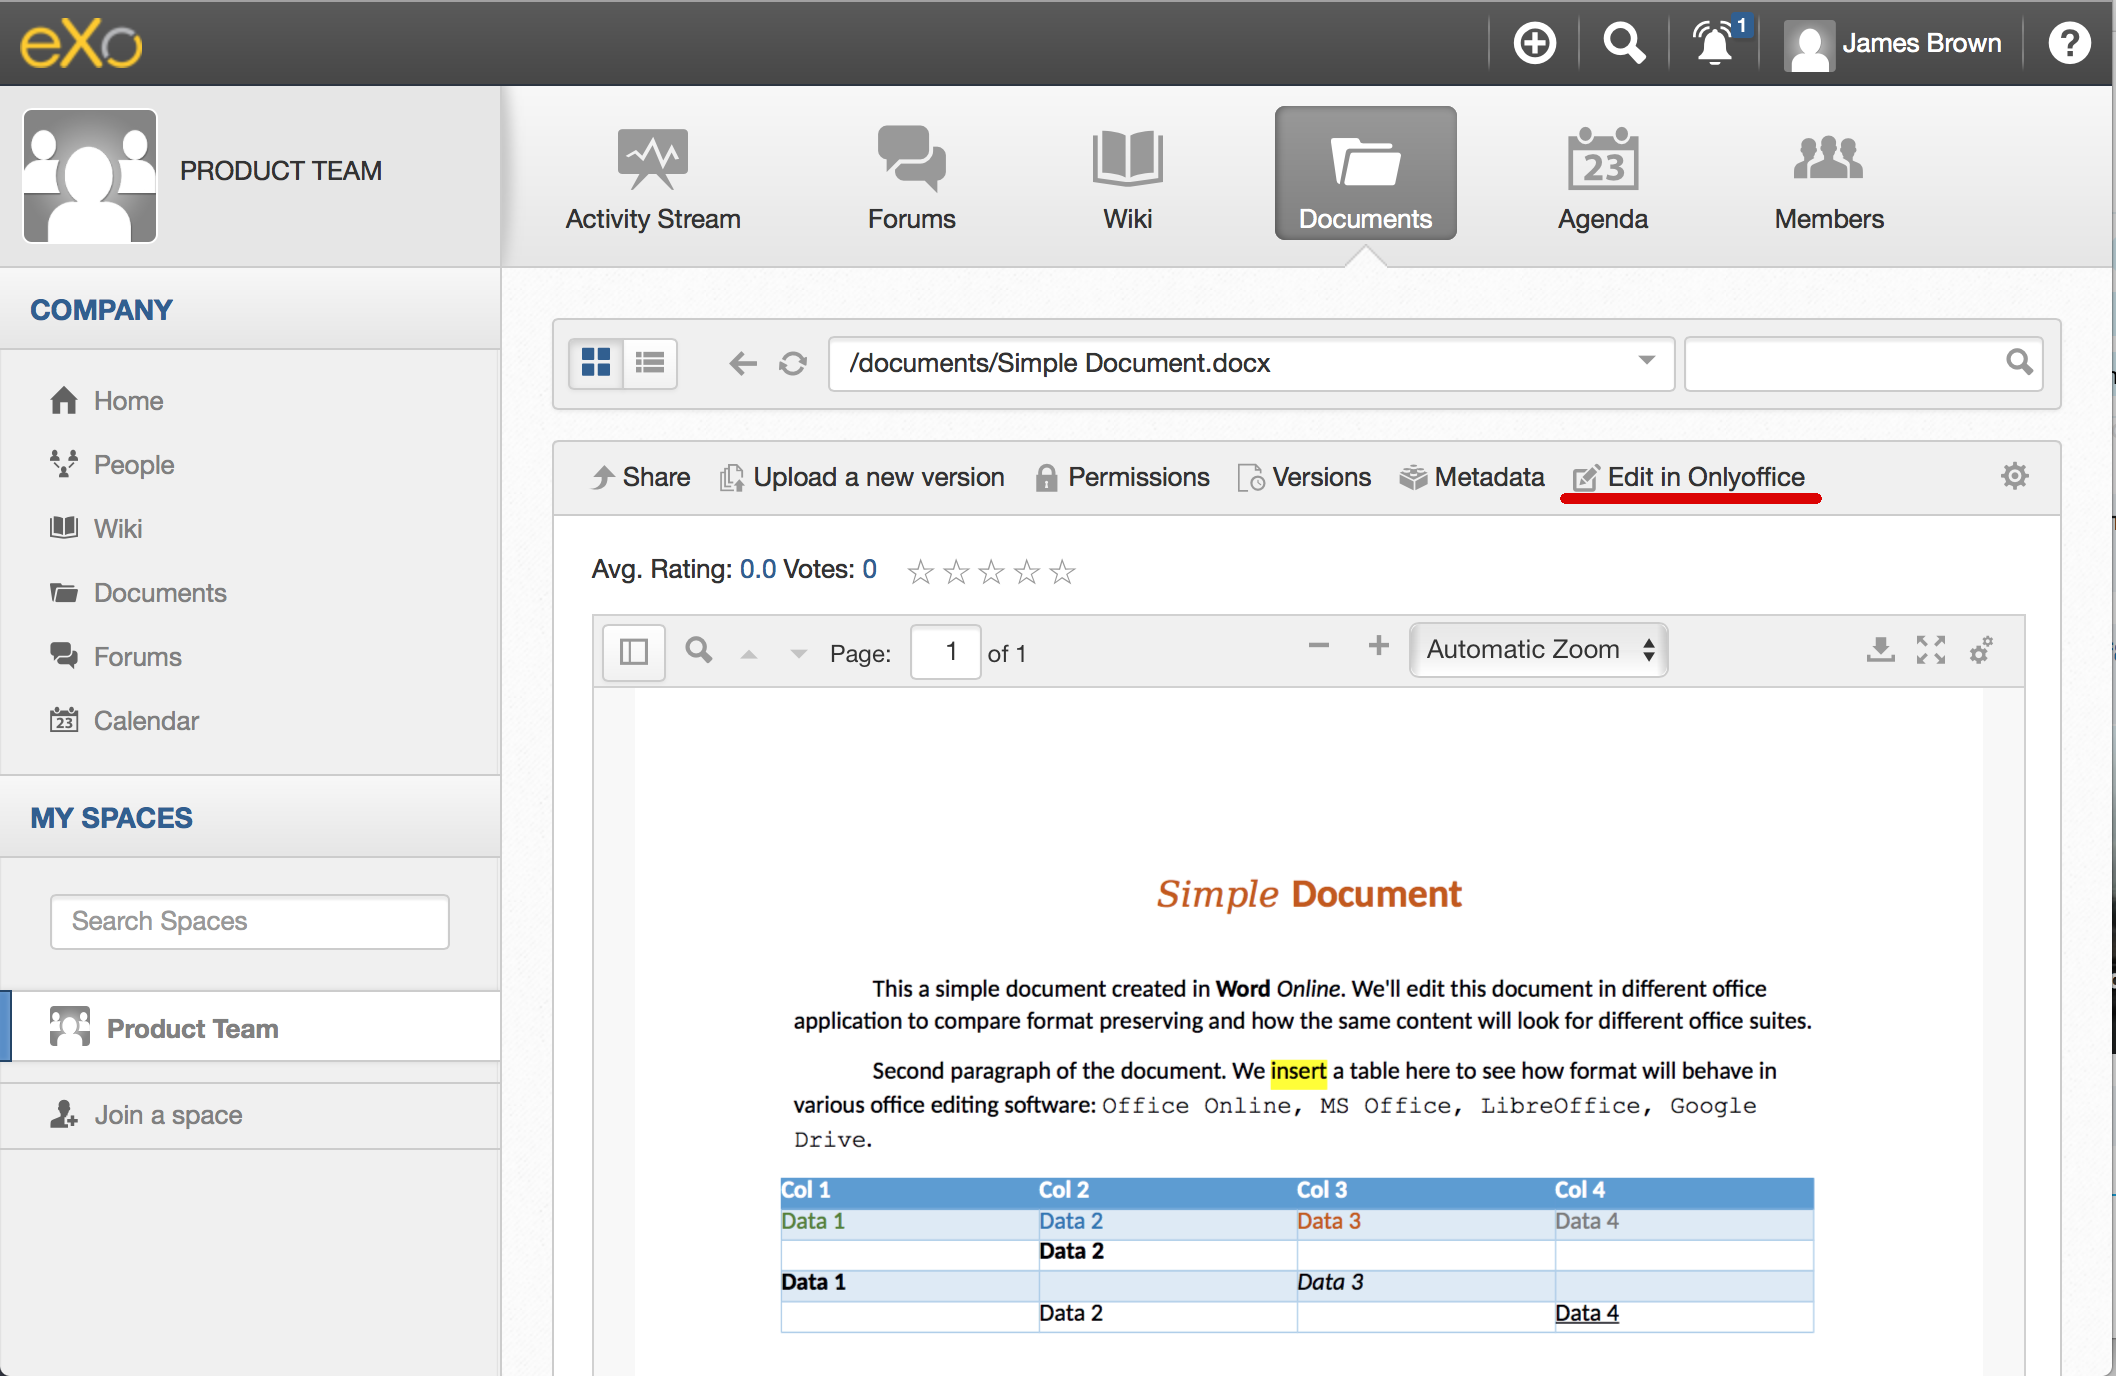 eXo
1
James Brown
?
PRODUCT TEAM
Activity Stream
Forums
Wiki
Documents
23
Agenda
Members
COMPANY
Home
People
Wiki
Documents
Forums
23
Calendar
MY SPACES
Search Spaces
Product Team
Join a space
/documents/Simple Document.docx
Share
Upload a new version
Permissions
Versions
Metadata
Edit in Onlyoffice
Avg. Rating: 0.0 Votes: 0
Page: 1 of 1
Automatic Zoom
Simple Document
This a simple document created in Word Online. We'll edit this document in different office
application to compare format preserving and how the same content will look for different office suites.
Second paragraph of the document. We insert a table here to see how format will behave in
various office editing software: Office Online, MS Office, LibreOffice, Google
Drive.
Col 1 Col 2 Col 3 Col 4
Data 1 Data 2 Data 3 Data 4
Data 2
Data 1 Data 3
Data 2 Data 4